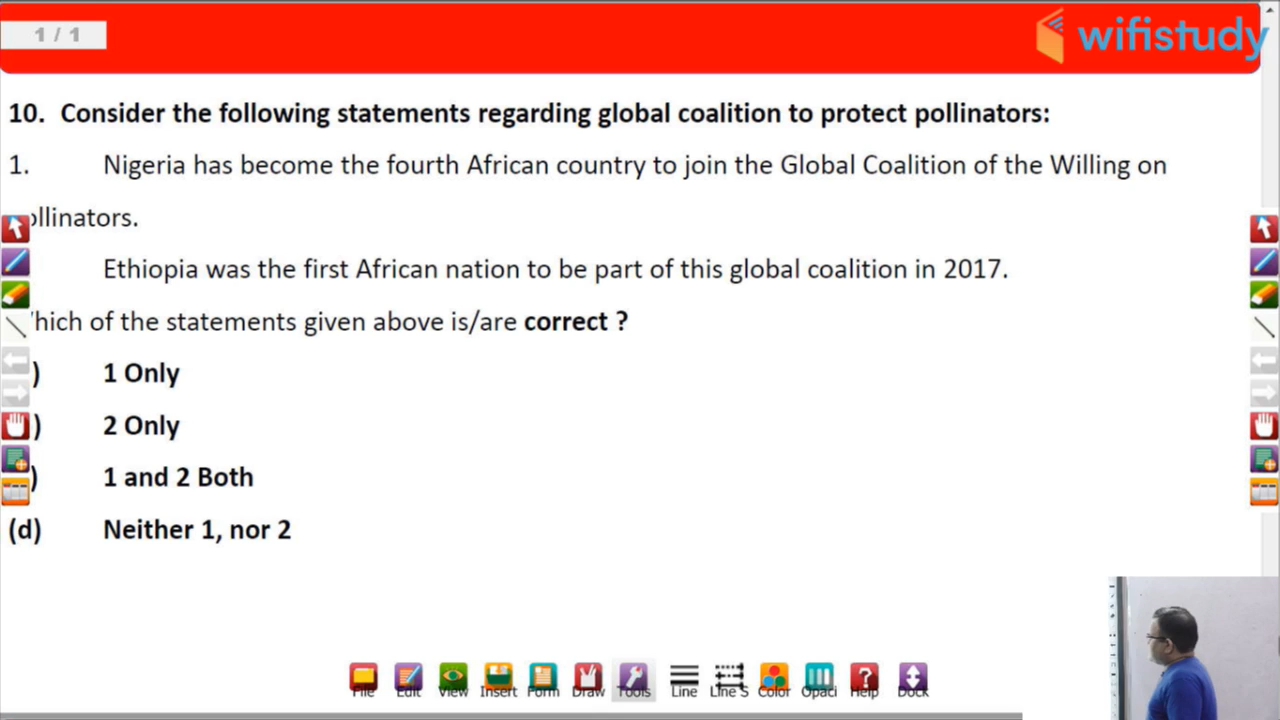 1 / 1
wifistudy
10. Consider the following statements regarding global coalition to protect pollinators:
1. Nigeria has become the fourth African country to join the Global Coalition of the Willing on
ollinators.
Ethiopia was the first African nation to be part of this global coalition in 2017.
hich of the statements given above is/are correct ?
) 1 Only
) 2 Only
) 1 and 2 Both
(d) Neither 1, nor 2
File Edit View Insert Form Draw Tools Line Line S Color Opaci Help Dock